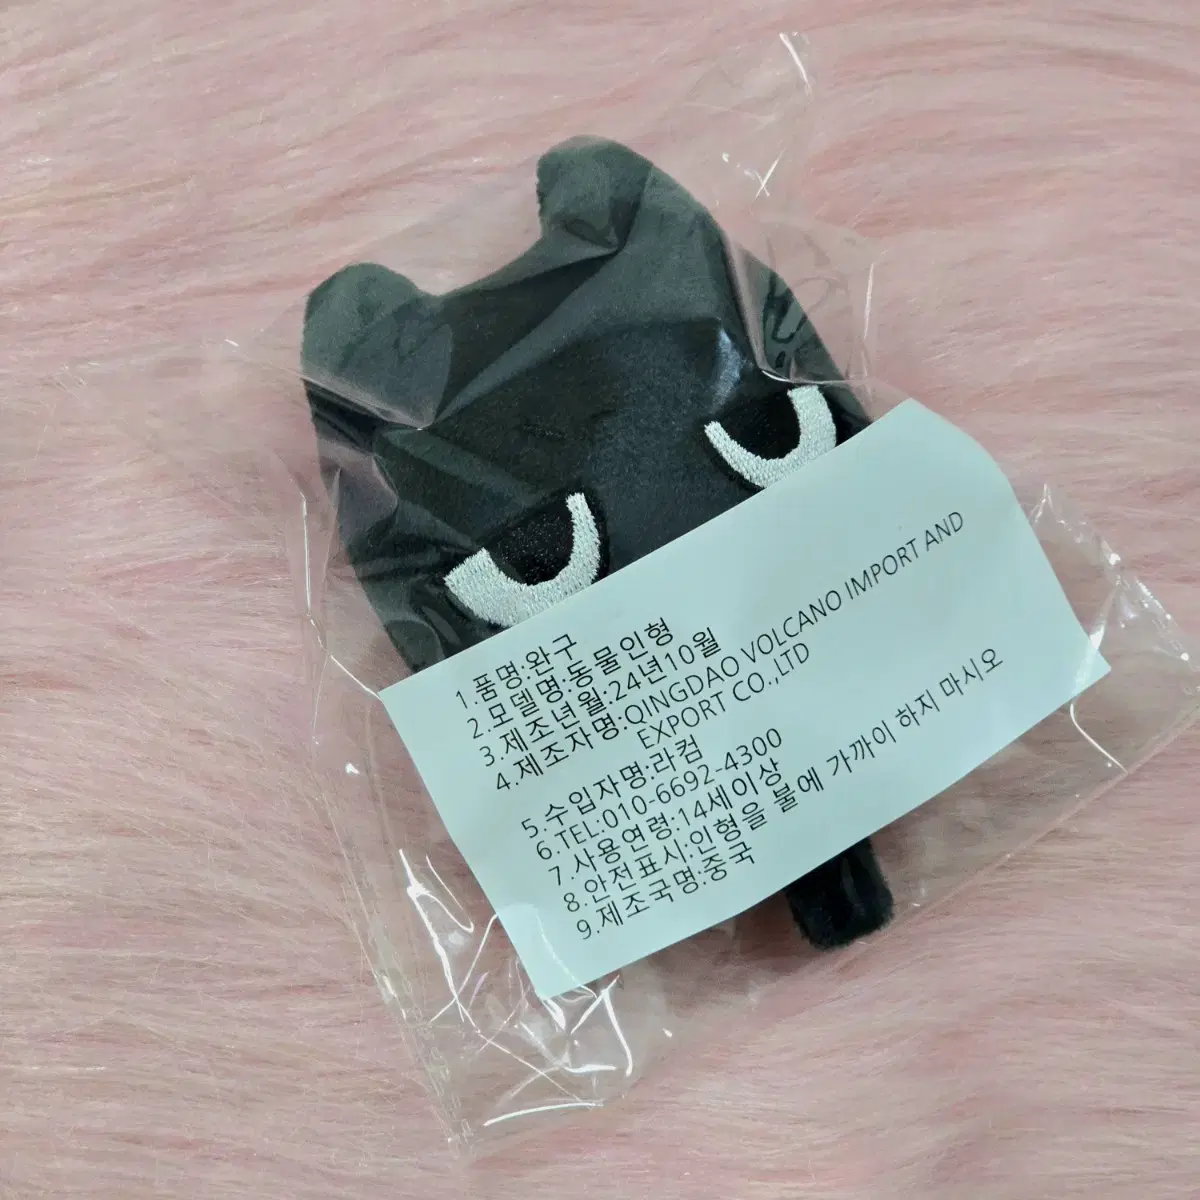 1.품명:완구
2.모델명:동물인형
3.제조년월:24년10월
4.제조자명:QINGDAO VOLCANO IMPORT AND
EXPORT CO.,LTD
5.수입자명:라컴
6.TEL:010-6692-4300
7.사용연령:14세이상
8.안전표시:인형을 불에 가까이 하지 마시오
9.제조국명:중국